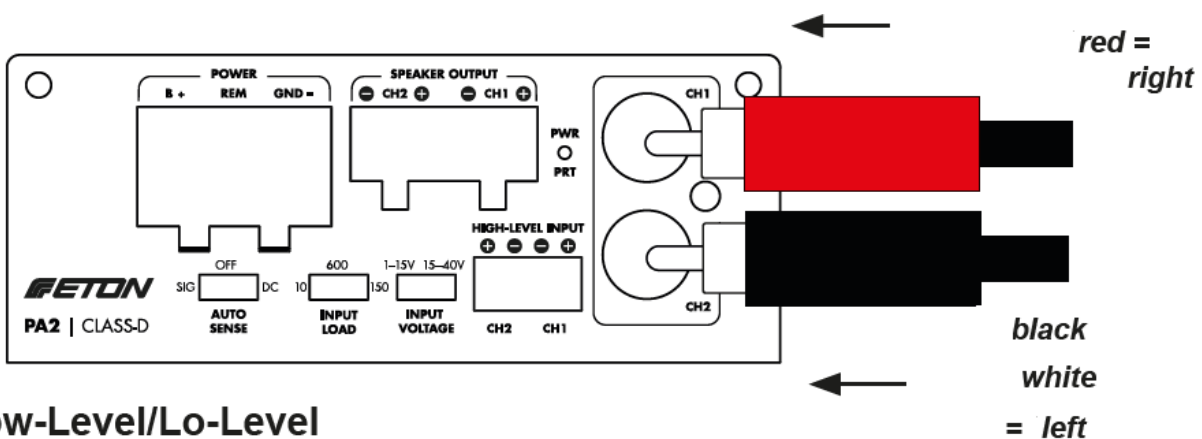 red =
right
POWER
B + REM GND =
SPEAKER OUTPUT
CH2 CH1
CH1
PWR
PRT
HIGH-LEVEL INPUT
OFF
SIG DC
AUTO
SENSE
600
10 150
INPUT
LOAD
1–15V 15–40V
INPUT
VOLTAGE
CH2 CH1
CH2
ETON
PA2 | CLASS-D
black
white
= left
ow-Level/Lo-Level